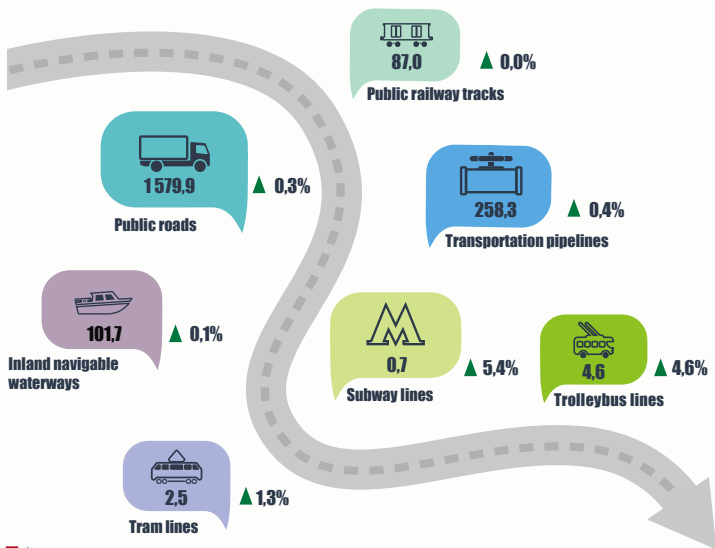 87,0
▲ 0,0%
Public railway tracks
1 579,9
▲ 0,3%
Public roads
258,3
▲ 0,4%
Transportation pipelines
101,7
▲ 0,1%
Inland navigable
waterways
0,7
▲ 5,4%
Subway lines
4,6
▲ 4,6%
Trolleybus lines
2,5
▲ 1,3%
Tram lines